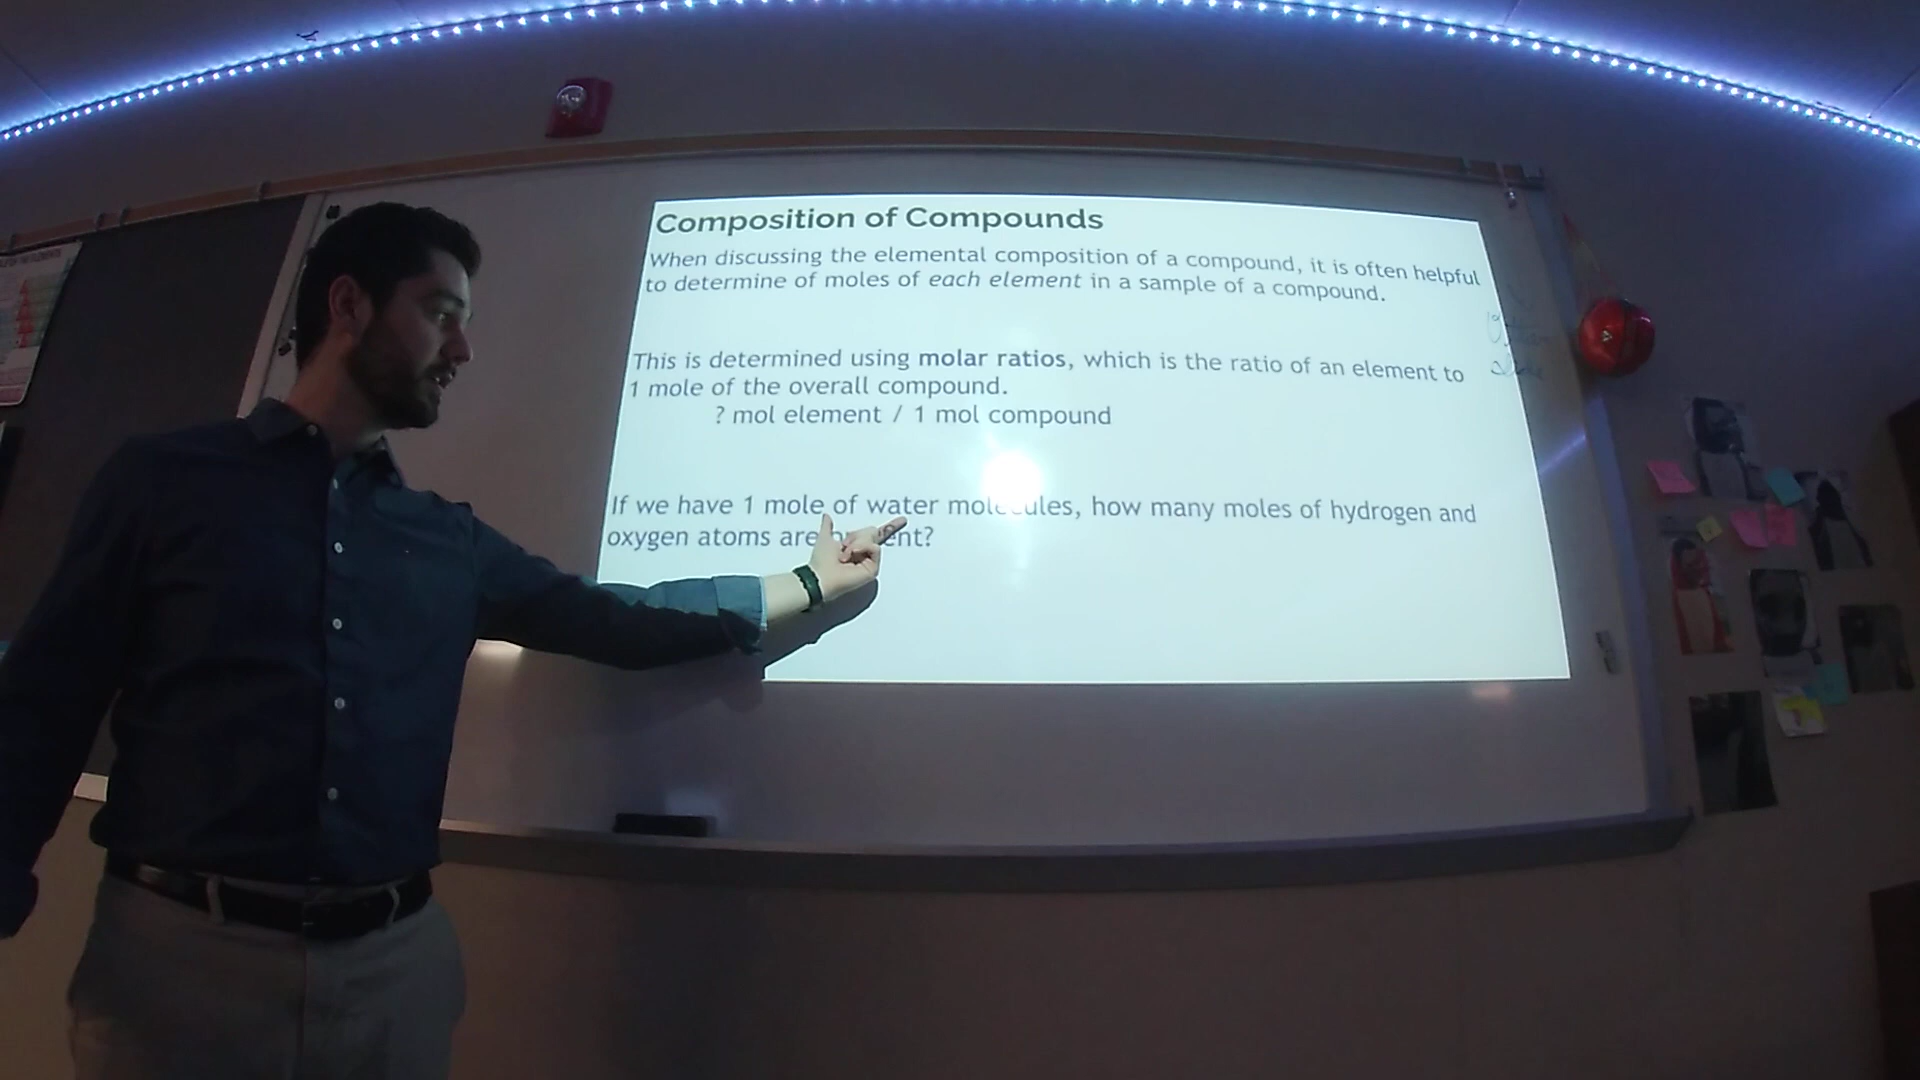 Composition of Compounds
When discussing the elemental composition of a compound, it is often helpful
to determine of moles of each element in a sample of a compound.
This is determined using molar ratios, which is the ratio of an element to
1 mole of the overall compound.
? mol element / 1 mol compound
If we have 1 mole of water molecules, how many moles of hydrogen and
oxygen atoms are